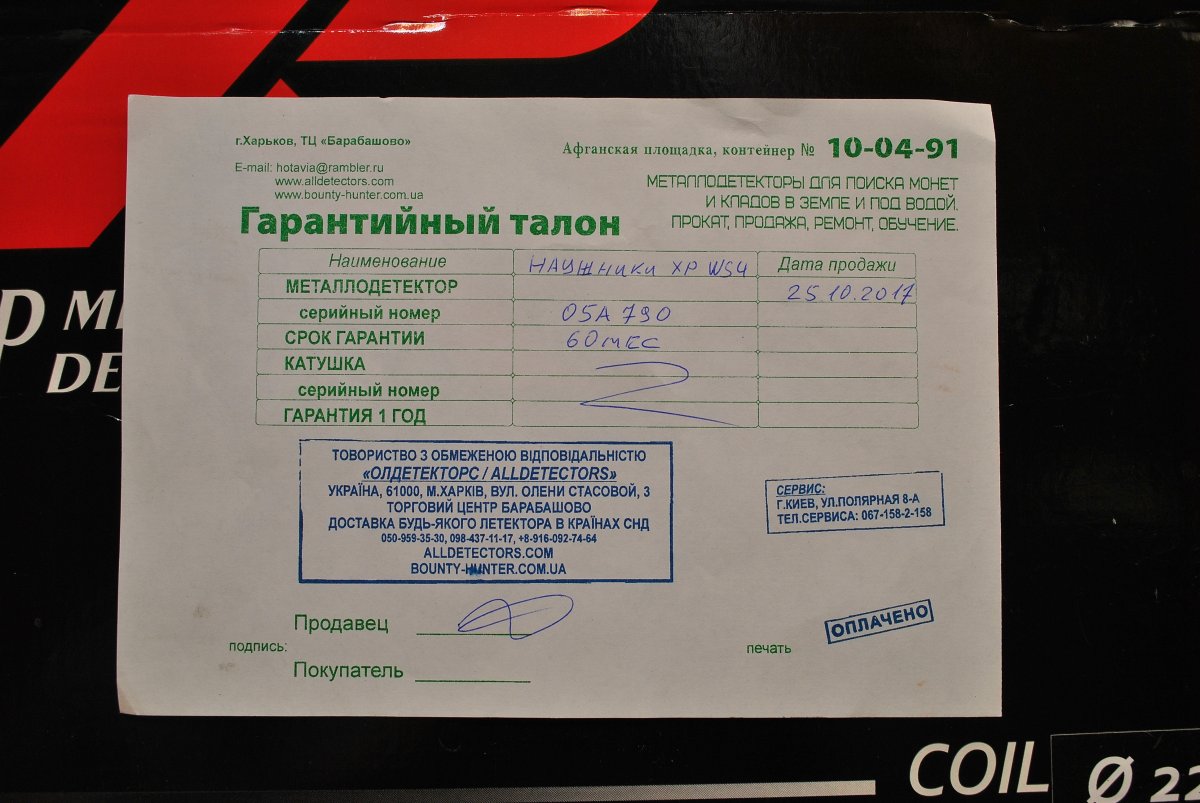 г.Харьков, ТЦ «Барабашово»
Афганская площадка, контейнер № 10-04-91
E-mail: hotavia@rambler.ru
www.alldetectors.com
www.bounty-hunter.com.ua
МЕТАЛЛОДЕТЕКТОРЫ ДЛЯ ПОИСКА МОНЕТ
И КЛАДОВ В ЗЕМЛЕ И ПОД ВОДОЙ.
ПРОКАТ, ПРОДАЖА, РЕМОНТ, ОБУЧЕНИЕ.
Гарантийный талон
Наименование НАУШНИКИ XP WS4 Дата продажи
МЕТАЛЛОДЕТЕКТОР 25.10.2017
серийный номер 05A790
СРОК ГАРАНТИИ 60 мес
КАТУШКА
серийный номер
ГАРАНТИЯ 1 ГОД
ТОВОРИСТВО З ОБМЕЖЕНОЮ ВІДПОВІДАЛЬНІСТЮ
«ОЛДЕТЕКТОРС / ALLDETECTORS»
УКРАЇНА, 61000, М.ХАРКІВ, ВУЛ. ОЛЕНИ СТАСОВОЙ, 3
ТОРГОВИЙ ЦЕНТР БАРАБАШОВО
ДОСТАВКА БУДЬ-ЯКОГО ЛЕТЕКТОРА В КРАЇНАХ СНД
050-959-35-30, 098-437-11-17, +8-916-092-74-64
ALLDETECTORS.COM
BOUNTY-HUNTER.COM.UA
СЕРВИС:
Г.КИЕВ, УЛ.ПОЛЯРНАЯ 8-А
ТЕЛ.СЕРВИСА: 067-158-2-158
Продавец
ОПЛАЧЕНО
подпись:
печать
Покупатель
COIL Ø 22